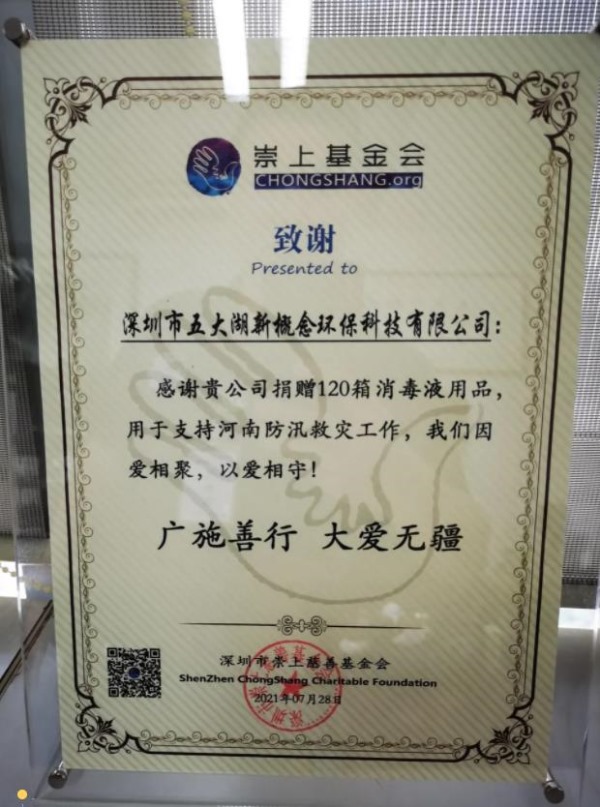 崇上基金会
CHONGSHANG.org
致谢
Presented to
深圳市五大湖新概念环保科技有限公司：
感谢贵公司捐赠120箱消毒液用品，
用于支持河南防汛救灾工作，我们因
爱相聚，以爱相守！
广施善行 大爱无疆
深圳市崇上慈善基金会
ShenZhen ChongShang Charitable Foundation
2021年07月28日